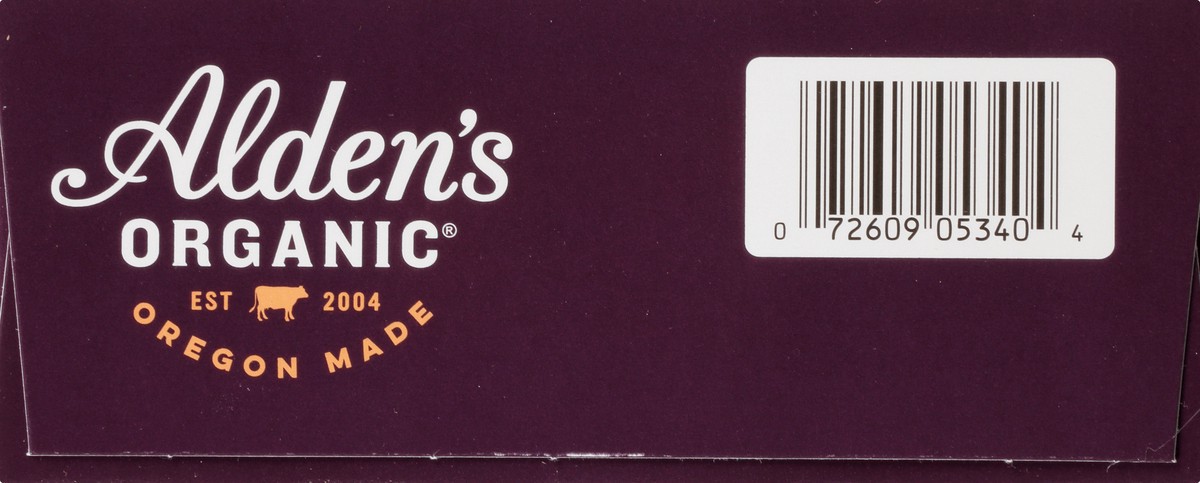 Alden's
ORGANIC®
EST 2004
OREGON MADE
0 72609 05340 4